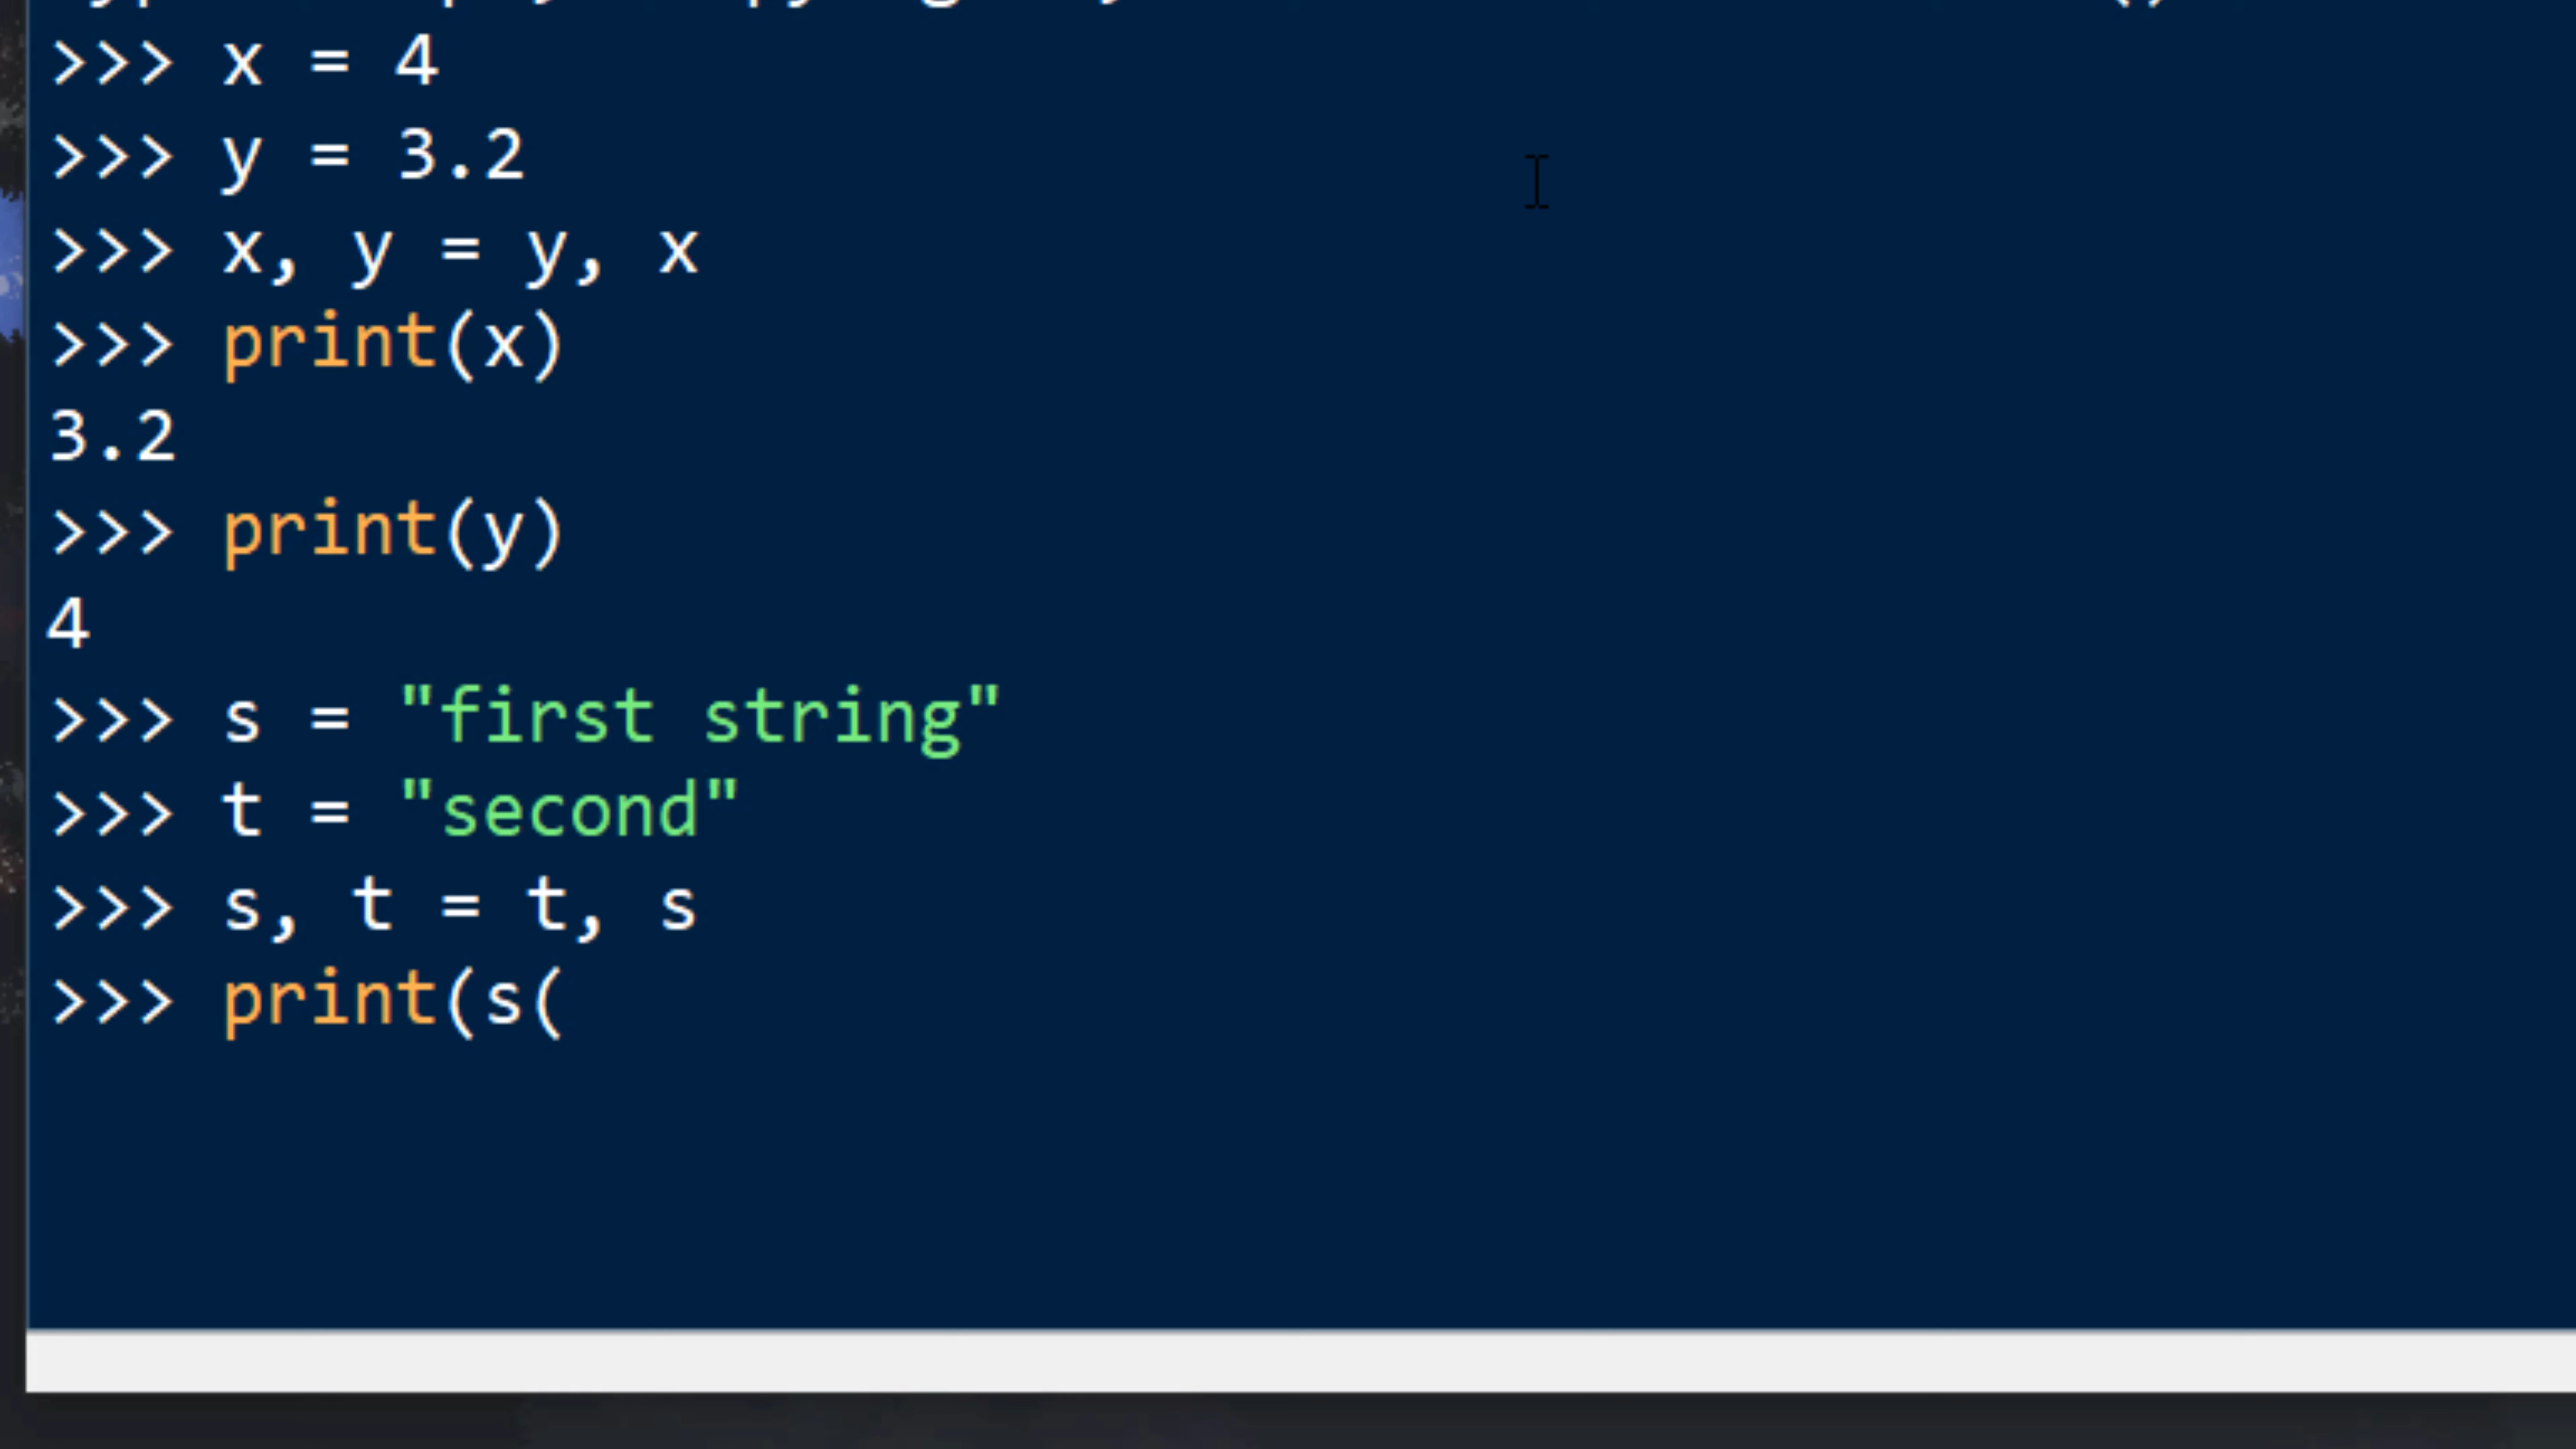 >>> x = 4
>>> y = 3.2
>>> x, y = y, x
>>> print(x)
3.2
>>> print(y)
4
>>> s = "first string"
>>> t = "second"
>>> s, t = t, s
>>> print(s(